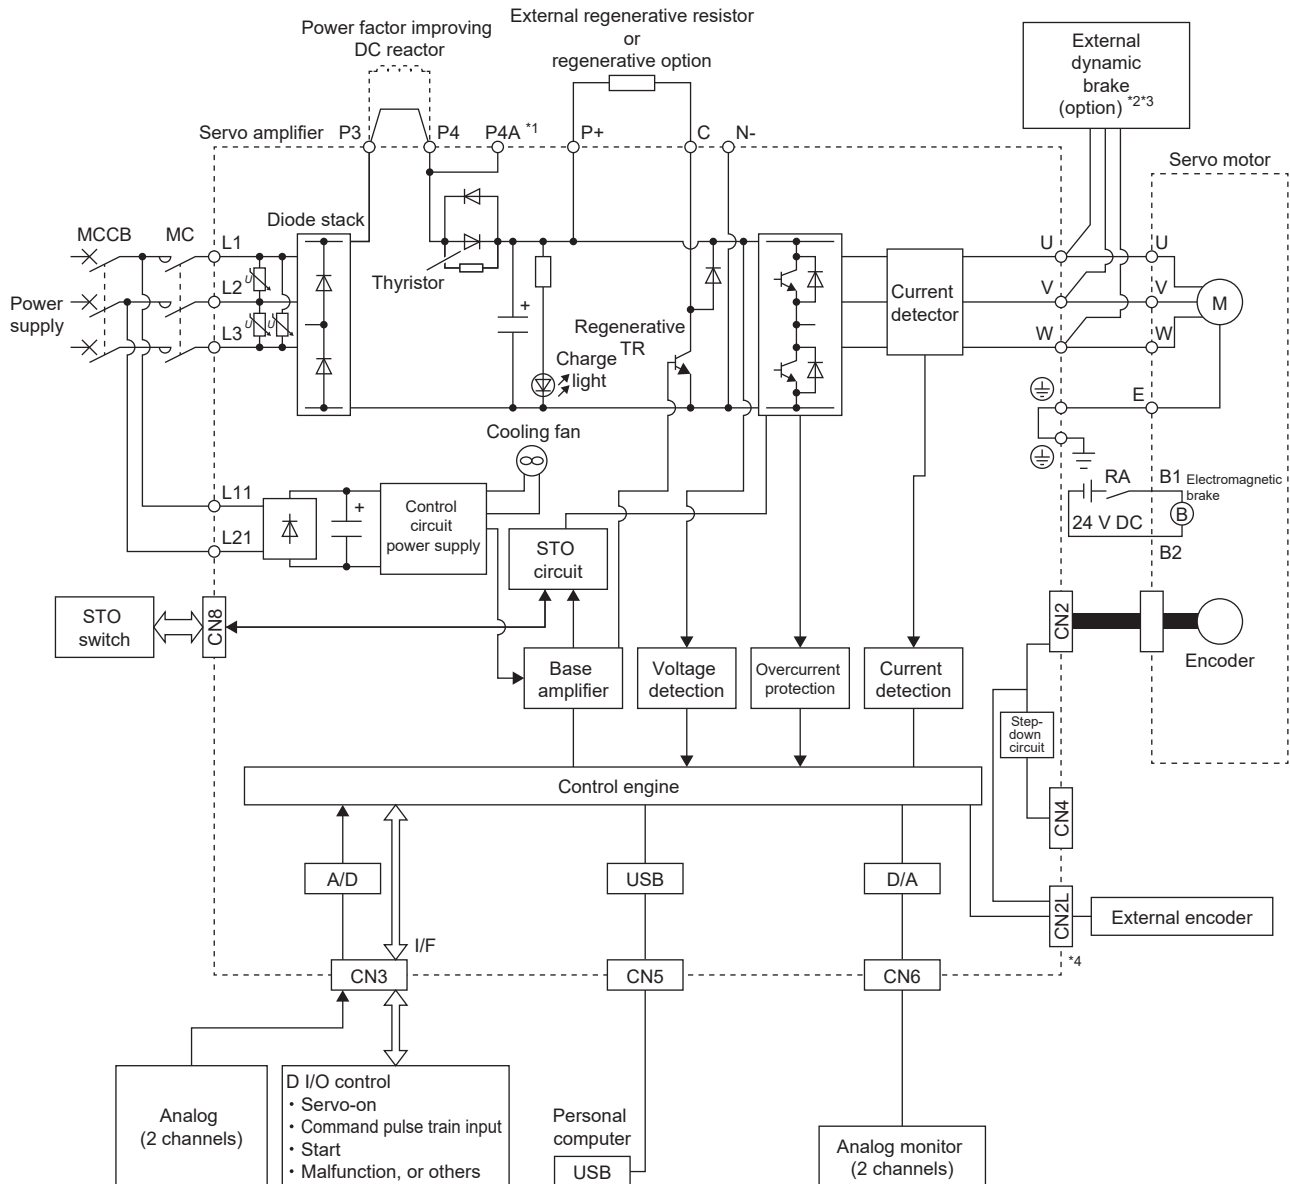 External regenerative resistor
or
regenerative option
Power factor improving
DC reactor
External
dynamic
brake
(option) *2*3
Servo amplifier
P3
P4
P4A *1
P+
C
N-
Servo motor
Diode stack
MCCB
MC
L1
L2
L3
U
U
U
Power
supply
Thyristor
+
Regenerative
TR
Charge
light
Current
detector
U
V
W
U
V
W
M
E
Cooling fan
L11
L21
+
Control
circuit
power supply
STO
circuit
RA
24 V DC
B1
Electromagnetic
brake
B
B2
STO
switch
CN8
CN2
Encoder
Base
amplifier
Voltage
detection
Overcurrent
protection
Current
detection
Step-
down
circuit
Control engine
CN4
A/D
USB
D/A
CN2L
External encoder
*4
I/F
CN3
CN5
CN6
Analog
(2 channels)
D I/O control
・Servo-on
・Command pulse train input
・Start
・Malfunction, or others
Personal
computer
USB
Analog monitor
(2 channels)